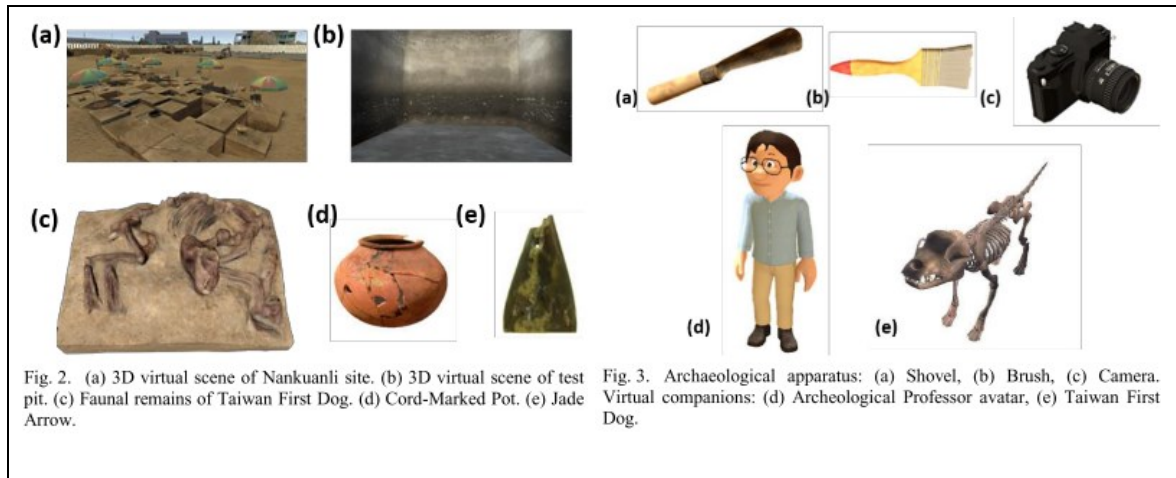 (a)
(b)
(c)
(d)
(e)
Fig. 2. (a) 3D virtual scene of Nankuanli site. (b) 3D virtual scene of test
pit. (c) Faunal remains of Taiwan First Dog. (d) Cord-Marked Pot. (e) Jade
Arrow.
(a)
(b)
(c)
(d)
(e)
Fig. 3. Archaeological apparatus: (a) Shovel, (b) Brush, (c) Camera.
Virtual companions: (d) Archeological Professor avatar, (e) Taiwan First
Dog.